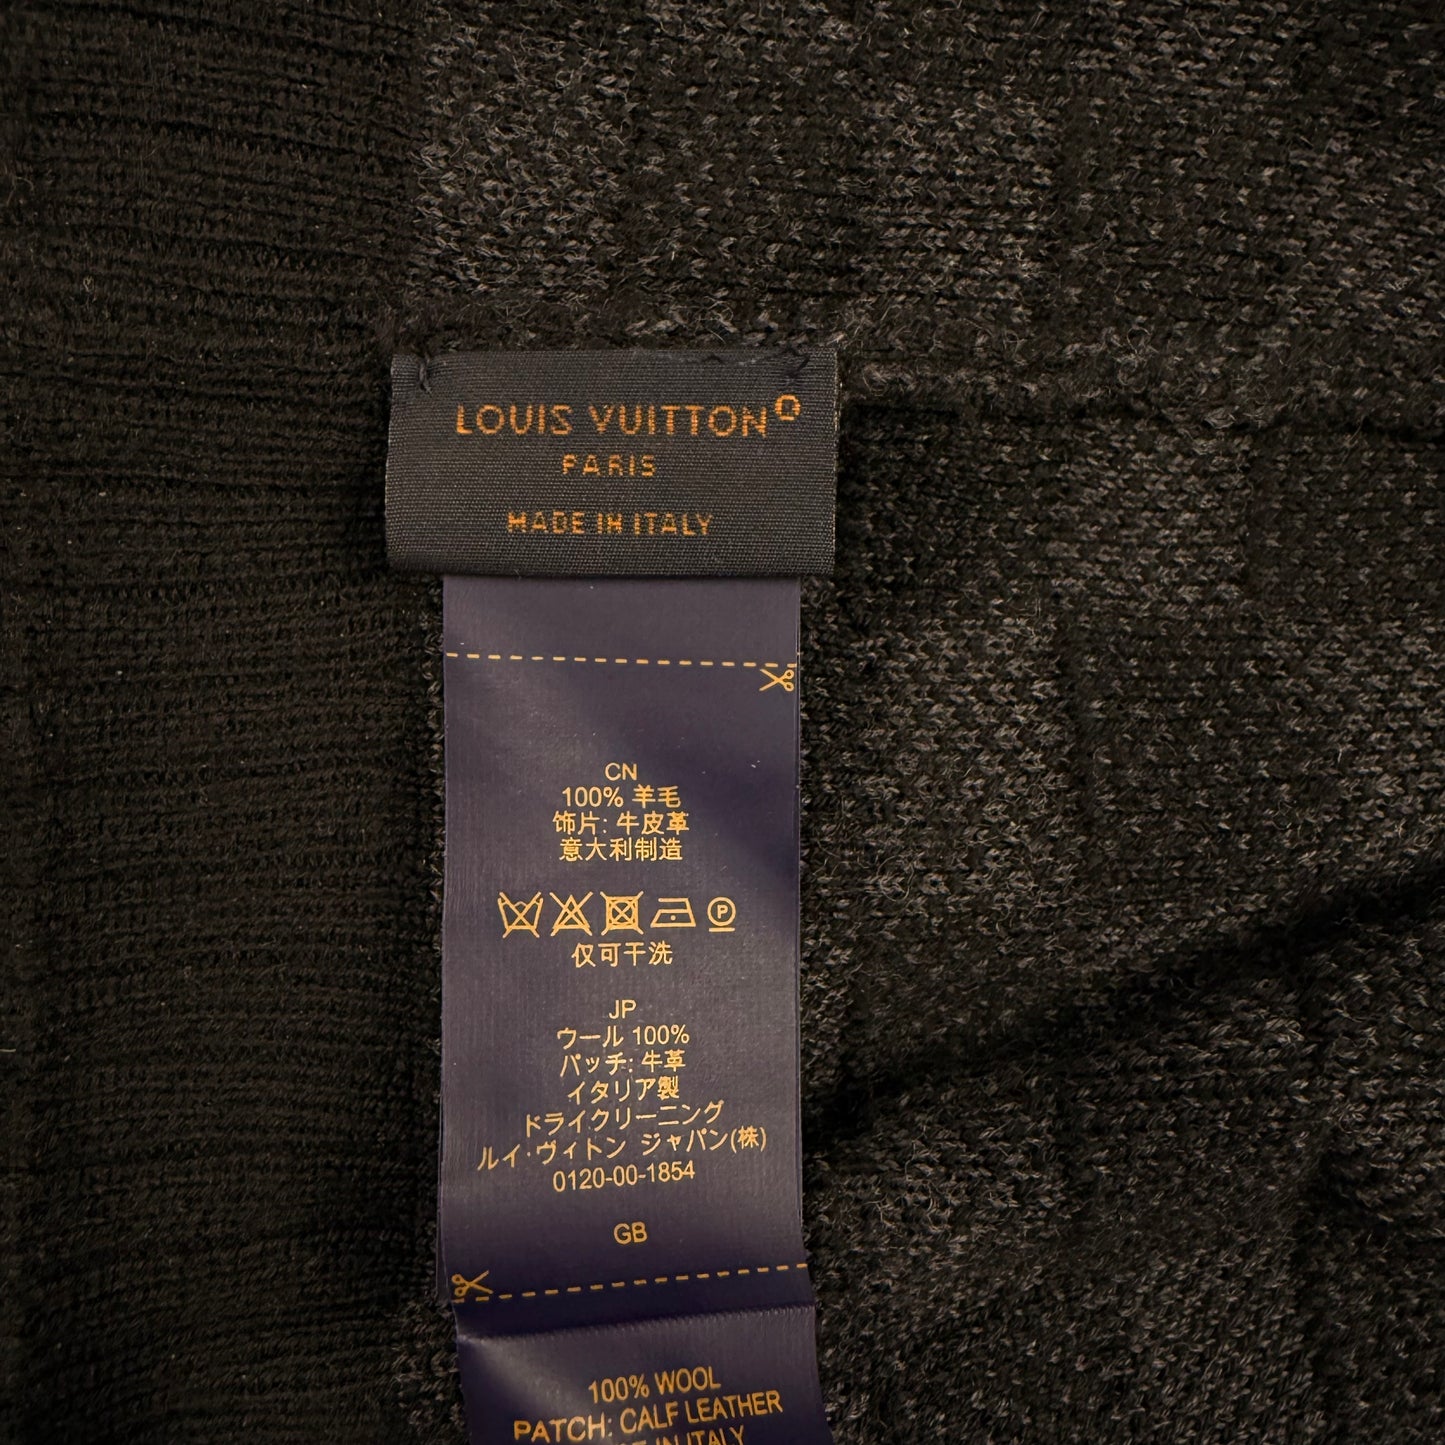 LOUIS VUITTON
PARIS
MADE IN ITALY
CN
100% 羊毛
饰片: 牛皮革
意大利制造
P
仅可干洗
JP
ウール 100%
パッチ: 牛革
イタリア製
ドライクリーニング
ルイ・ヴィトン ジャパン(株)
0120-00-1854
GB
100% WOOL
PATCH: CALF LEATHER
IN ITALY